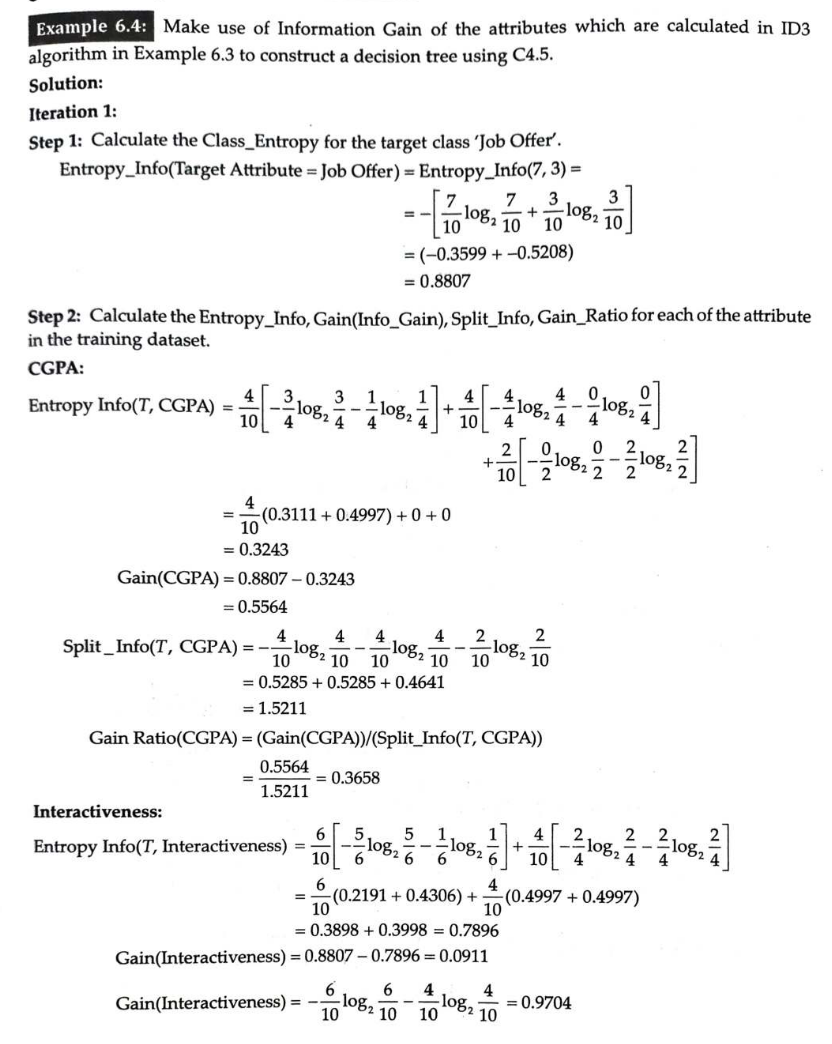 Example 6.4: Make use of Information Gain of the attributes which are calculated in ID3
algorithm in Example 6.3 to construct a decision tree using C4.5.
Solution:
Iteration 1:
Step 1: Calculate the Class_Entropy for the target class 'Job Offer'.
Entropy_Info(Target Attribute = Job Offer) = Entropy_Info(7, 3) =
= −[7/10 log₂ 7/10 + 3/10 log₂ 3/10]
= (−0.3599 + −0.5208)
= 0.8807
Step 2: Calculate the Entropy_Info, Gain(Info_Gain), Split_Info, Gain_Ratio for each of the attribute
in the training dataset.
CGPA:
Entropy Info(T, CGPA) = 4/10[−3/4 log₂ 3/4 − 1/4 log₂ 1/4] + 4/10[−4/4 log₂ 4/4 − 0/4 log₂ 0/4]
+ 2/10[−0/2 log₂ 0/2 − 2/2 log₂ 2/2]
= 4/10 (0.3111 + 0.4997) + 0 + 0
= 0.3243
Gain(CGPA) = 0.8807 − 0.3243
= 0.5564
Split_Info(T, CGPA) = −4/10 log₂ 4/10 − 4/10 log₂ 4/10 − 2/10 log₂ 2/10
= 0.5285 + 0.5285 + 0.4641
= 1.5211
Gain Ratio(CGPA) = (Gain(CGPA))/(Split_Info(T, CGPA))
= 0.5564/1.5211 = 0.3658
Interactiveness:
Entropy Info(T, Interactiveness) = 6/10[−5/6 log₂ 5/6 − 1/6 log₂ 1/6] + 4/10[−2/4 log₂ 2/4 − 2/4 log₂ 2/4]
= 6/10 (0.2191 + 0.4306) + 4/10 (0.4997 + 0.4997)
= 0.3898 + 0.3998 = 0.7896
Gain(Interactiveness) = 0.8807 − 0.7896 = 0.0911
Gain(Interactiveness) = −6/10 log₂ 6/10 − 4/10 log₂ 4/10 = 0.9704